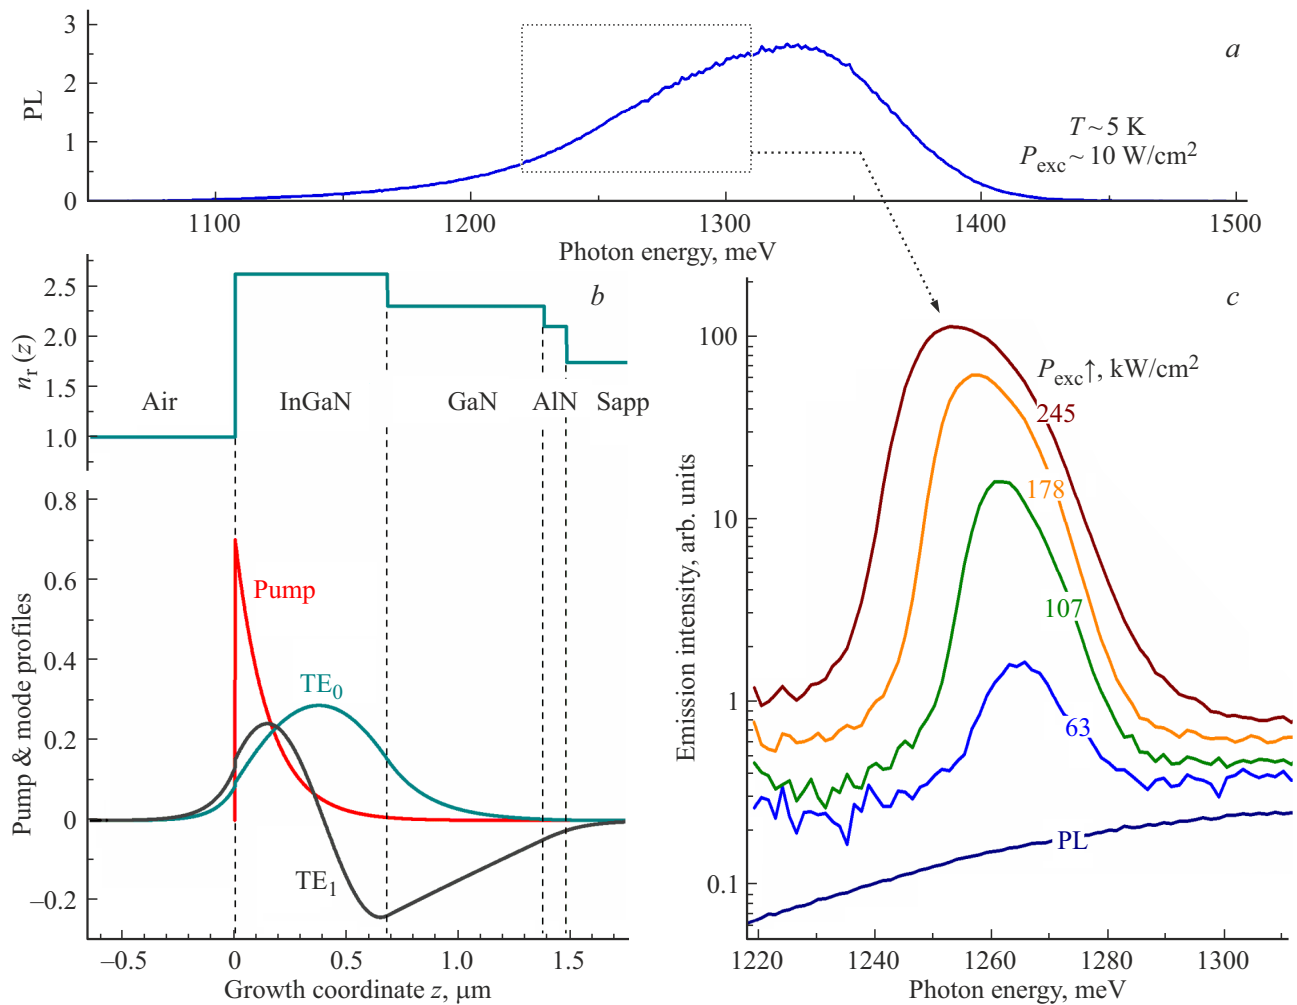 3
2
1
0
PL
a
T ~ 5 K
P_exc ~ 10 W/cm²
1100 1200 1300 1400 1500
Photon energy, meV
2.5
2.0
1.5
1.0
n_r(z)
b
Air InGaN GaN AlN Sapp
0.8
0.6
0.4
0.2
0
–0.2
Pump & mode profiles
Pump
TE₀
TE₁
–0.5 0 0.5 1.0 1.5
Growth coordinate z, μm
c
100
10
1
0.1
Emission intensity, arb. units
P_exc↑, kW/cm²
245
178
107
63
PL
1220 1240 1260 1280 1300
Photon energy, meV